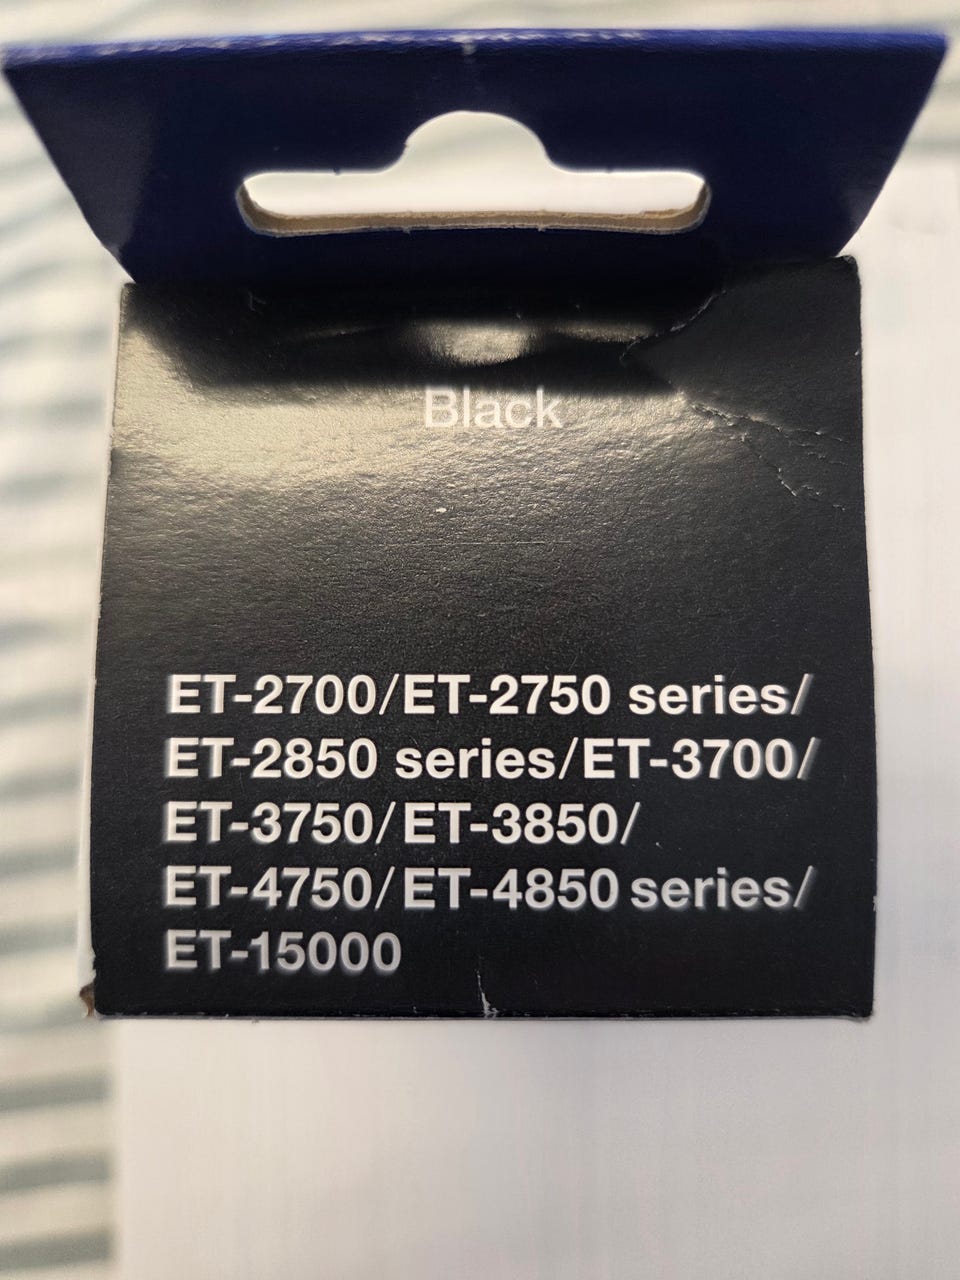 Black
ET-2700/ET-2750 series/
ET-2850 series/ET-3700/
ET-3750/ET-3850/
ET-4750/ET-4850 series/
ET-15000